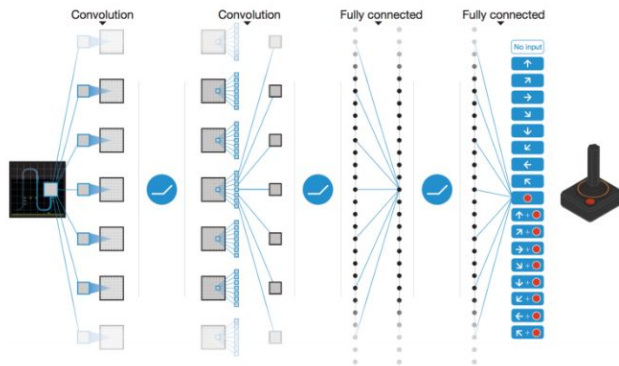 Convolution
Convolution
Fully connected
Fully connected
No input
+
+
+
+
+
+
+
+